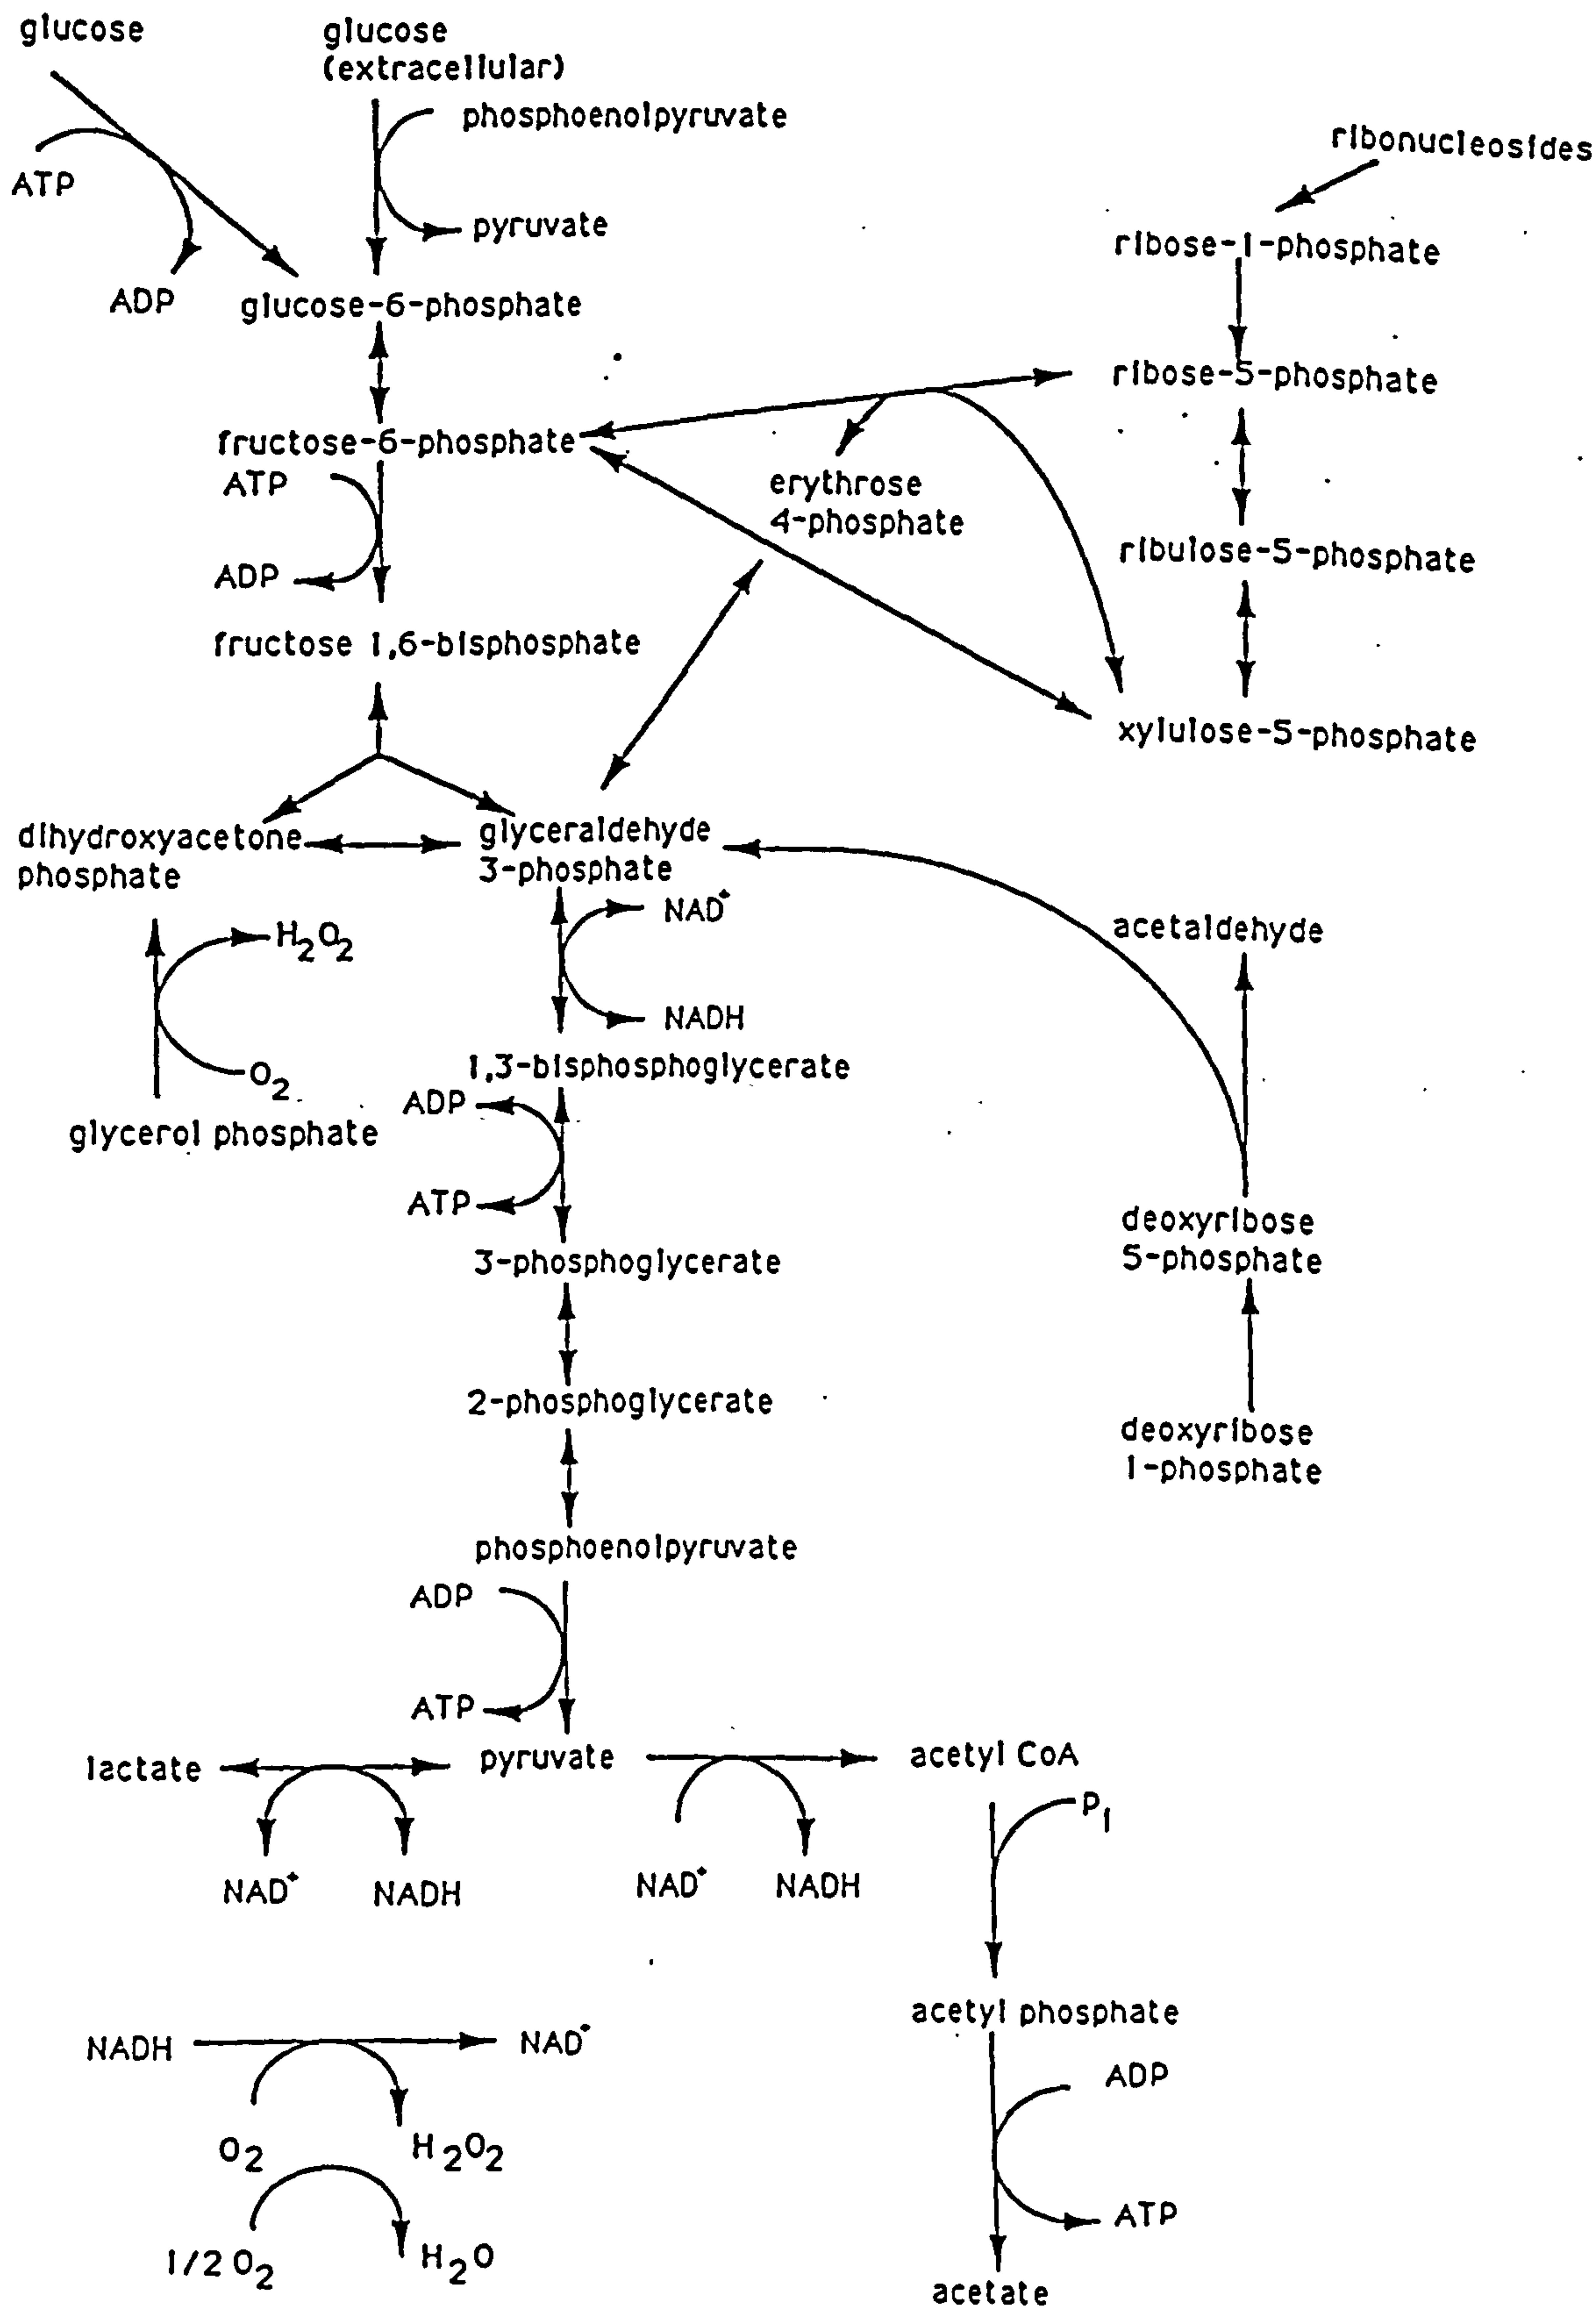 glucose
glucose
(extracellular)
phosphoenolpyruvate
ribonucleosides
ATP
pyruvate
ribose-1-phosphate
ADP
glucose-6-phosphate
ribose-5-phosphate
fructose-6-phosphate
ATP
erythrose
4-phosphate
ribulose-5-phosphate
ADP
fructose 1,6-bisphosphate
xylulose-5-phosphate
dihydroxyacetone
phosphate
glyceraldehyde
3-phosphate
NAD⁺
acetaldehyde
H₂O₂
NADH
O₂
1,3-bisphosphoglycerate
ADP
glycerol phosphate
ATP
deoxyribose
5-phosphate
3-phosphoglycerate
2-phosphoglycerate
deoxyribose
1-phosphate
phosphoenolpyruvate
ADP
ATP
lactate
pyruvate
acetyl CoA
Pᵢ
NAD⁺
NADH
NAD⁺
NADH
acetyl phosphate
NADH
NAD⁺
ADP
O₂
H₂O₂
ATP
1/2 O₂
H₂O
acetate